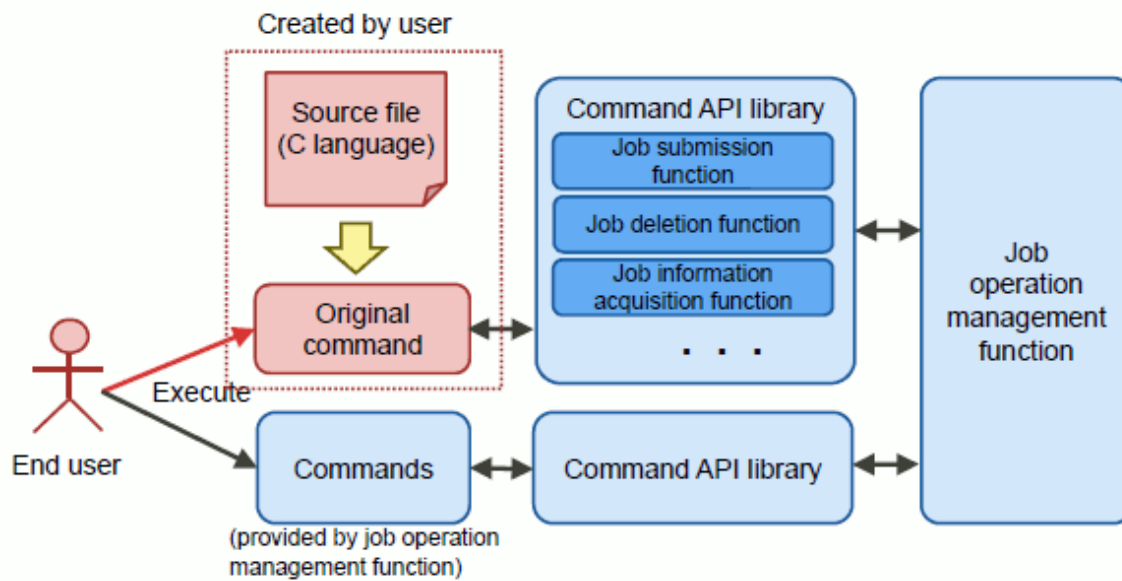 Created by user
Source file
(C language)
Original
command
Execute
End user
Commands
(provided by job operation
management function)
Command API library
Job submission
function
Job deletion function
Job information
acquisition function
. . .
Command API library
Job
operation
management
function